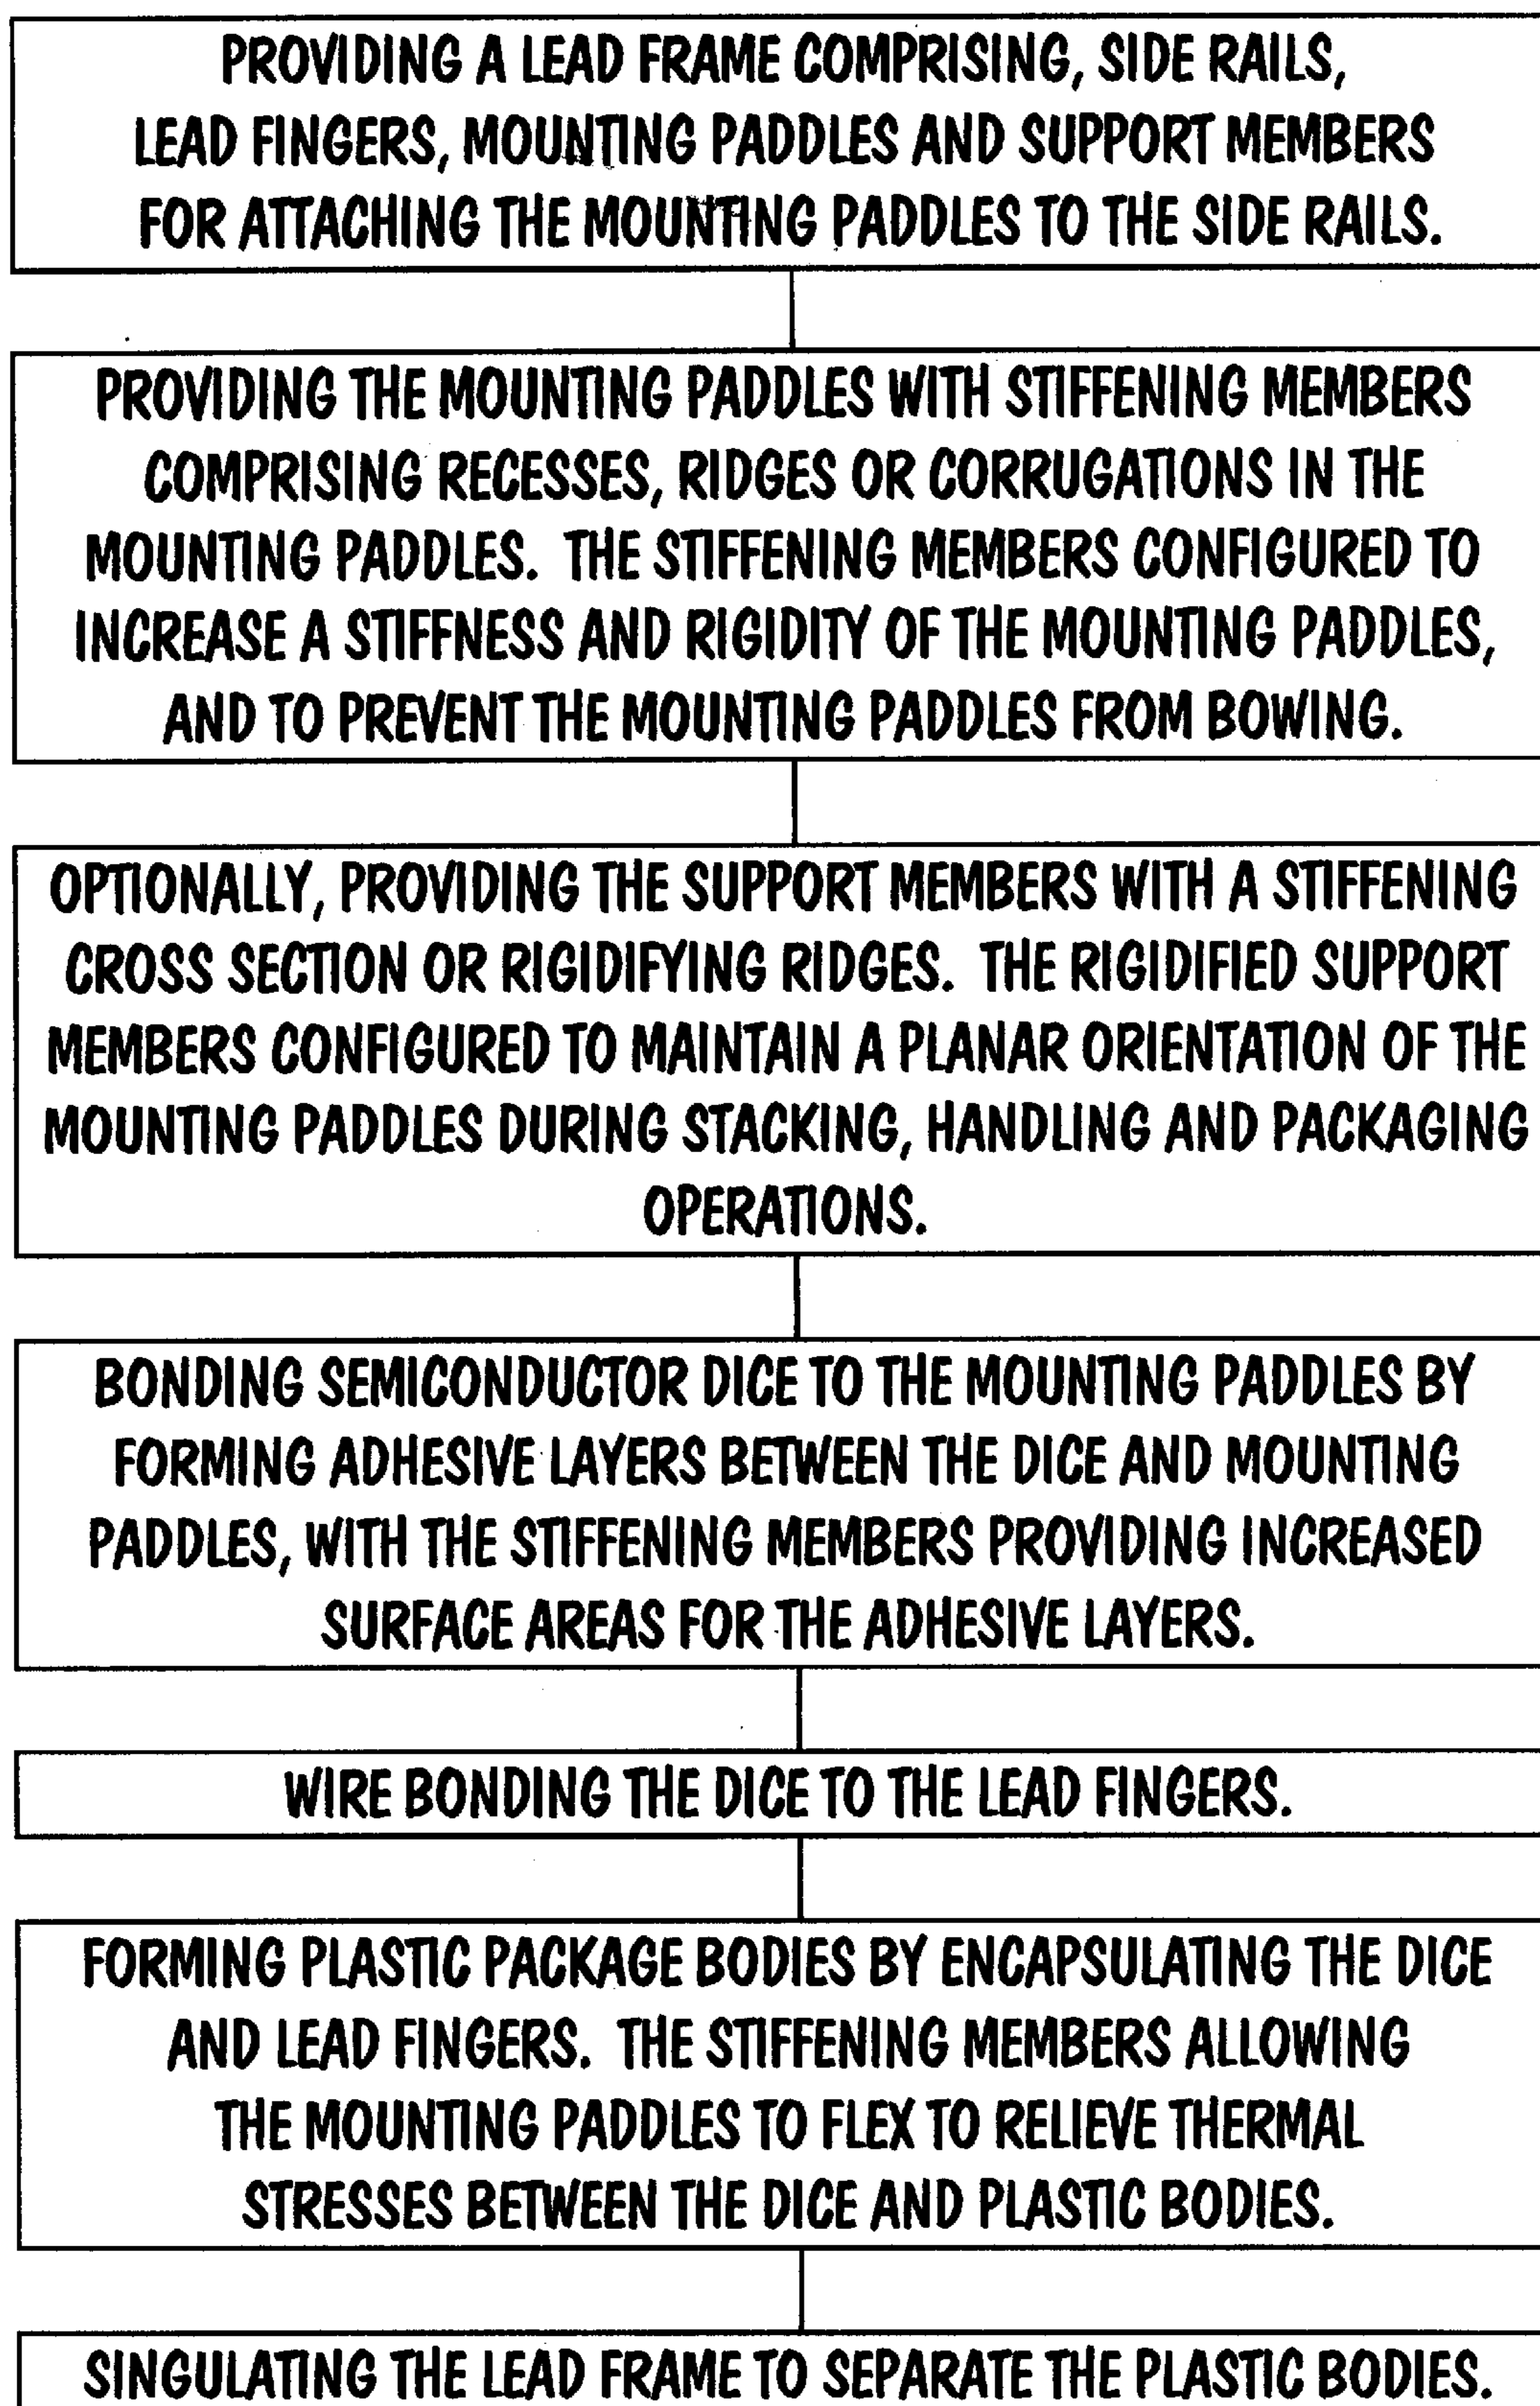 PROVIDING A LEAD FRAME COMPRISING, SIDE RAILS,
LEAD FINGERS, MOUNTING PADDLES AND SUPPORT MEMBERS
FOR ATTACHING THE MOUNTING PADDLES TO THE SIDE RAILS.
PROVIDING THE MOUNTING PADDLES WITH STIFFENING MEMBERS
COMPRISING RECESSES, RIDGES OR CORRUGATIONS IN THE
MOUNTING PADDLES. THE STIFFENING MEMBERS CONFIGURED TO
INCREASE A STIFFNESS AND RIGIDITY OF THE MOUNTING PADDLES,
AND TO PREVENT THE MOUNTING PADDLES FROM BOWING.
OPTIONALLY, PROVIDING THE SUPPORT MEMBERS WITH A STIFFENING
CROSS SECTION OR RIGIDIFYING RIDGES. THE RIGIDIFIED SUPPORT
MEMBERS CONFIGURED TO MAINTAIN A PLANAR ORIENTATION OF THE
MOUNTING PADDLES DURING STACKING, HANDLING AND PACKAGING
OPERATIONS.
BONDING SEMICONDUCTOR DICE TO THE MOUNTING PADDLES BY
FORMING ADHESIVE LAYERS BETWEEN THE DICE AND MOUNTING
PADDLES, WITH THE STIFFENING MEMBERS PROVIDING INCREASED
SURFACE AREAS FOR THE ADHESIVE LAYERS.
WIRE BONDING THE DICE TO THE LEAD FINGERS.
FORMING PLASTIC PACKAGE BODIES BY ENCAPSULATING THE DICE
AND LEAD FINGERS. THE STIFFENING MEMBERS ALLOWING
THE MOUNTING PADDLES TO FLEX TO RELIEVE THERMAL
STRESSES BETWEEN THE DICE AND PLASTIC BODIES.
SINGULATING THE LEAD FRAME TO SEPARATE THE PLASTIC BODIES.